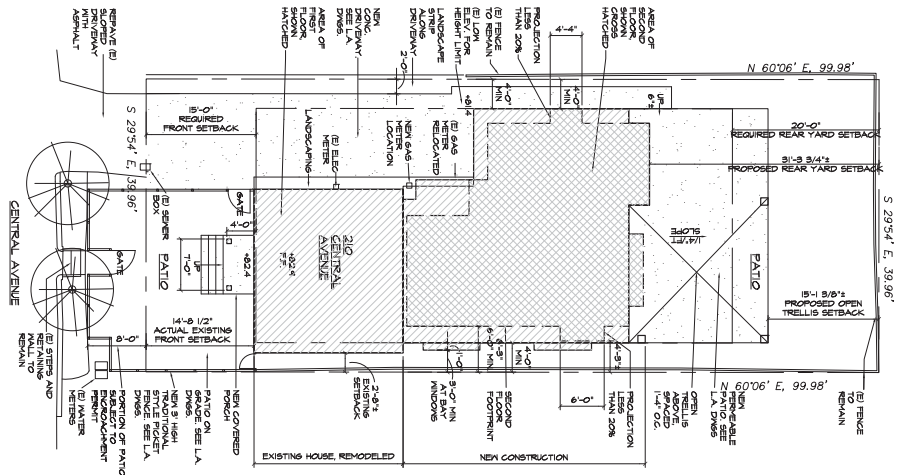 REPAVE (E)
SLOPED
DRIVEWAY
WITH
ASPHALT
NEW
CONC.
DRIVEWAY.
SEE L.A.
DWGS.
AREA OF
FIRST
FLOOR,
SHOWN
HATCHED
2'-0"
LANDSCAPE
STRIP
ALONG
DRIVEWAY
(E) FENCE
TO REMAIN
(E) LOW
ELEV. FOR
HEIGHT LIMIT
PROJECTION
LESS
THAN 20%
4'-4"
AREA OF
SECOND
FLOOR,
SHOWN
CROSS
HATCHED
N 60°06' E, 99.98'
+81.4
4'-0"
MIN
4'-0"
MIN
UP
6"±
15'-0"
REQUIRED
FRONT SETBACK
20'-0"
REQUIRED REAR YARD SETBACK
31'-3 3/4"±
PROPOSED REAR YARD SETBACK
S 29°54' E, 39.96'
S 29°54' E, 39.96'
LANDSCAPING
(E) ELEC
METER
NEW GAS
METER
LOCATION
(E) GAS
METER
RELOCATED
(E) SEWER
BOX
GATE
4'-0"
CENTRAL AVENUE
GATE
PATIO
UP
7'-0"
+82.4
210
CENTRAL
AVENUE
F.F.
1/4"/FT
SLOPE
PATIO
15'-1 3/8"±
PROPOSED OPEN
TRELLIS SETBACK
14'-8 1/2"
ACTUAL EXISTING
FRONT SETBACK
8'-0"
(E) STEPS AND
RETAINING
WALL TO
REMAIN
(E) WATER
METERS
PORTION OF PATIO
SUBJECT TO
ENCROACHMENT
PERMIT
NEW 3' HIGH
TRADITIONAL
STYLE PICKET
FENCE. SEE L.A.
DWGS.
PATIO ON
GRADE. SEE L.A.
DWGS.
NEW COVERED
PORCH
2'-8"±
EXISTING
SETBACK
1'-0"
3'-0" MIN
AT BAY
WINDOWS
6'-0" MIN.
6'-3"
MIN
SECOND
FLOOR
FOOTPRINT
4'-0"
4'-3"±
6'-0"
PROJECTION
LESS
THAN 20%
OPEN
TRELLIS
ABOVE,
SPACED
1'-4" O.C.
NEW
PERMEABLE
PATIO. SEE
L.A. DWGS
N 60°06' E, 99.98'
(E) FENCE
TO
REMAIN
EXISTING HOUSE, REMODELED
NEW CONSTRUCTION